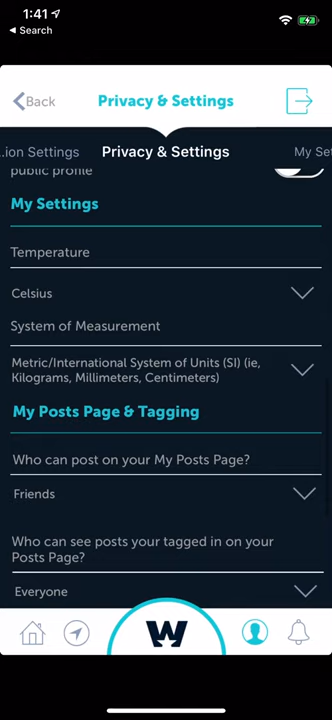 1:41
Search
Back
Privacy & Settings
...ion Settings
Privacy & Settings
My Set
public profile
My Settings
Temperature
Celsius
System of Measurement
Metric/International System of Units (SI) (ie,
Kilograms, Millimeters, Centimeters)
My Posts Page & Tagging
Who can post on your My Posts Page?
Friends
Who can see posts your tagged in on your
Posts Page?
Everyone
W